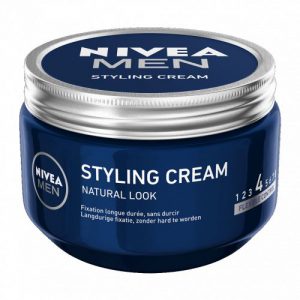 NIVEA
MEN
STYLING CREAM
NIVEA
MEN
STYLING CREAM
NATURAL LOOK
Fixation longue durée, sans durcir
Langdurige fixatie, zonder hard te worden
1 2 3 4 5